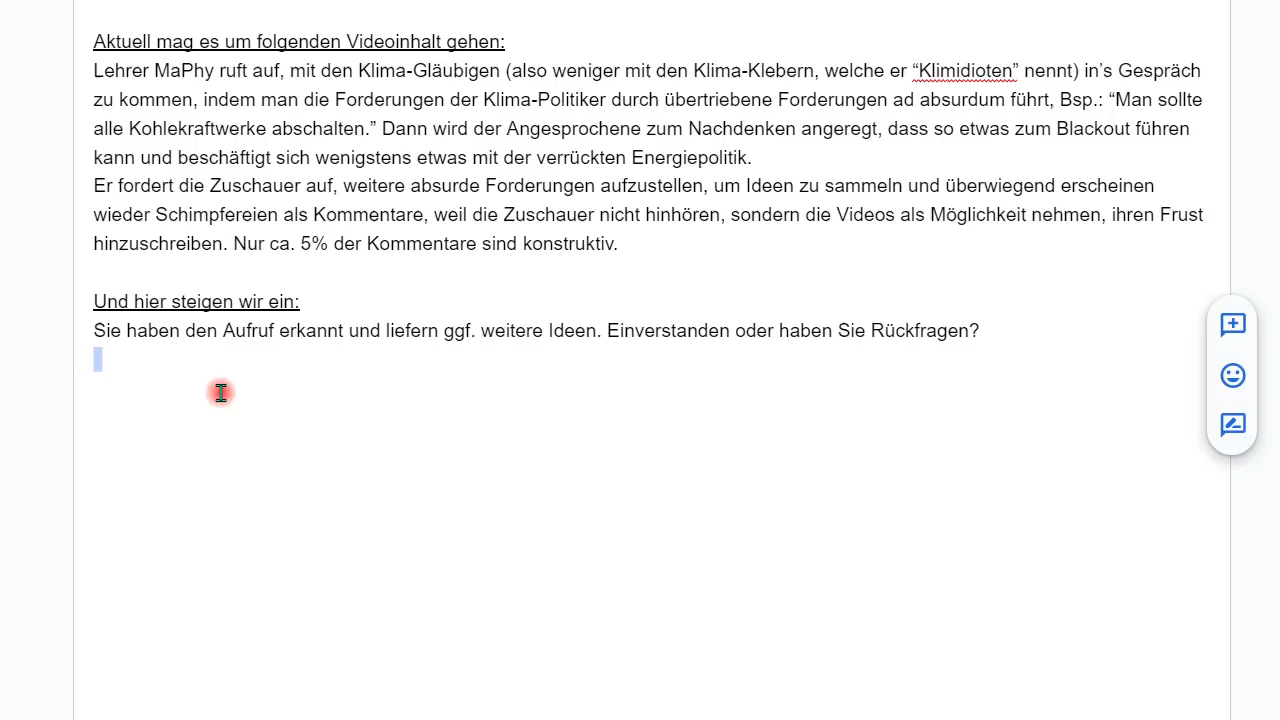 Aktuell mag es um folgenden Videoinhalt gehen:
Lehrer MaPhy ruft auf, mit den Klima-Gläubigen (also weniger mit den Klima-Klebern, welche er “Klimidioten” nennt) in’s Gespräch
zu kommen, indem man die Forderungen der Klima-Politiker durch übertriebene Forderungen ad absurdum führt, Bsp.: “Man sollte
alle Kohlekraftwerke abschalten.” Dann wird der Angesprochene zum Nachdenken angeregt, dass so etwas zum Blackout führen
kann und beschäftigt sich wenigstens etwas mit der verrückten Energiepolitik.
Er fordert die Zuschauer auf, weitere absurde Forderungen aufzustellen, um Ideen zu sammeln und überwiegend erscheinen
wieder Schimpfereien als Kommentare, weil die Zuschauer nicht hinhören, sondern die Videos als Möglichkeit nehmen, ihren Frust
hinzuschreiben. Nur ca. 5% der Kommentare sind konstruktiv.
Und hier steigen wir ein:
Sie haben den Aufruf erkannt und liefern ggf. weitere Ideen. Einverstanden oder haben Sie Rückfragen?